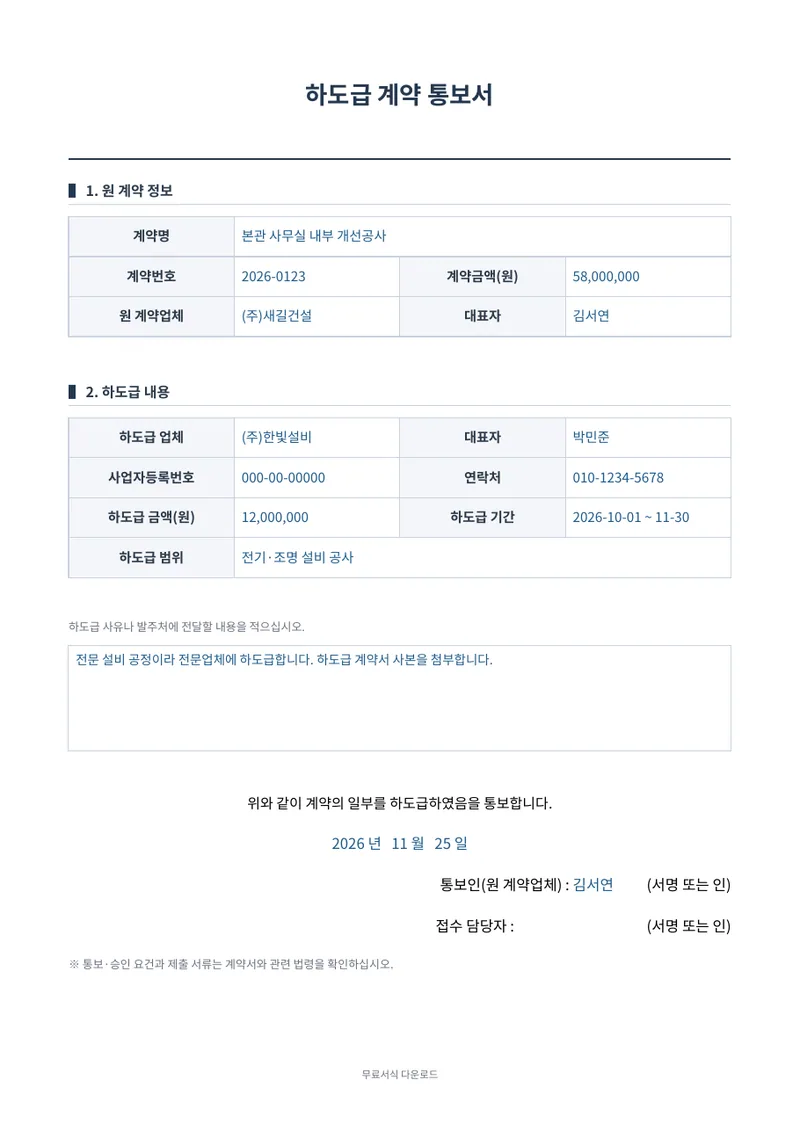 하도급 계약 통보서
1. 원 계약 정보
계약명 본관 사무실 내부 개선공사
계약번호 2026-0123 계약금액(원) 58,000,000
원 계약업체 (주)새길건설 대표자 김서연
2. 하도급 내용
하도급 업체 (주)한빛설비 대표자 박민준
사업자등록번호 000-00-00000 연락처 010-1234-5678
하도급 금액(원) 12,000,000 하도급 기간 2026-10-01 ~ 11-30
하도급 범위 전기·조명 설비 공사
하도급 사유나 발주처에 전달할 내용을 적으십시오.
전문 설비 공정이라 전문업체에 하도급합니다. 하도급 계약서 사본을 첨부합니다.
위와 같이 계약의 일부를 하도급하였음을 통보합니다.
2026 년 11 월 25 일
통보인(원 계약업체) : 김서연 (서명 또는 인)
접수 담당자 : (서명 또는 인)
※ 통보·승인 요건과 제출 서류는 계약서와 관련 법령을 확인하십시오.
무료서식 다운로드